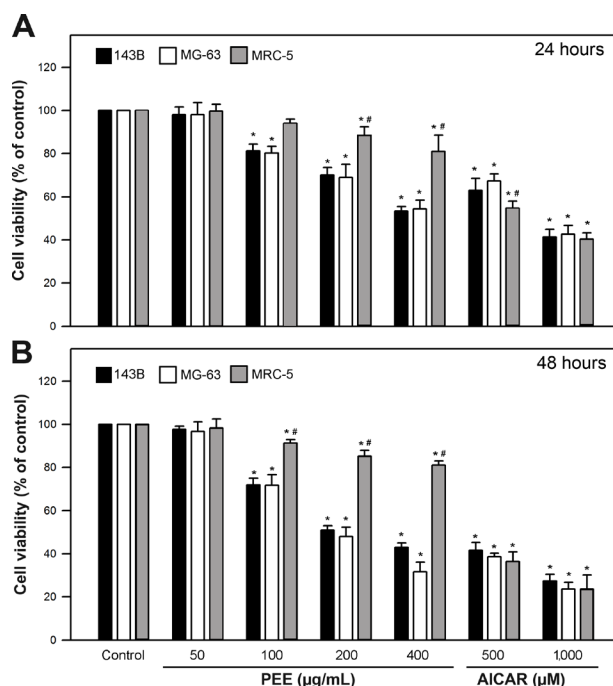 A
143B MG-63 MRC-5 24 hours
Cell viability (% of control)
120
100
80
60
40
20
0
* * * * * # * * * # * * * # * * *
B
143B MG-63 MRC-5 48 hours
Cell viability (% of control)
120
100
80
60
40
20
0
* * * # * * * # * * * # * * * * * *
Control 50 100 200 400 500 1,000
PEE (µg/mL) AICAR (µM)